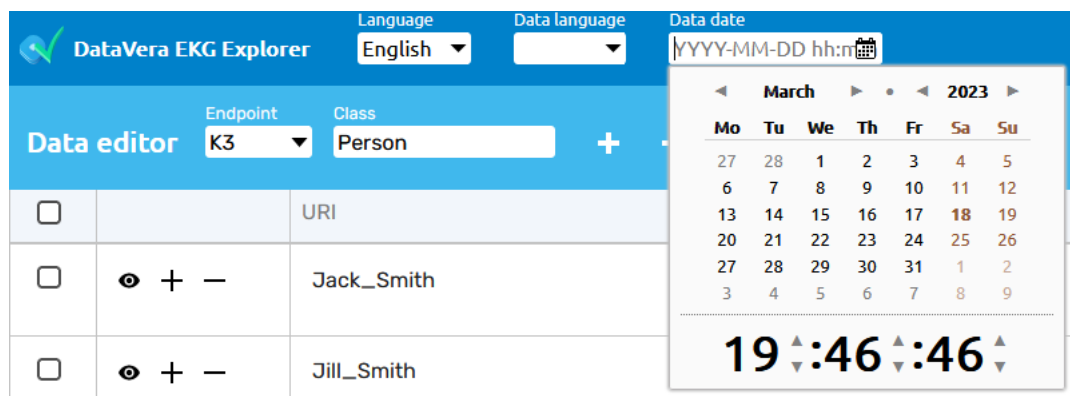 Language Data language Data date
DataVera EKG Explorer English YYYY-MM-DD hh:m
March 2023
Mo Tu We Th Fr Sa Su
27 28 1 2 3 4 5
6 7 8 9 10 11 12
13 14 15 16 17 18 19
20 21 22 23 24 25 26
27 28 29 30 31 1 2
3 4 5 6 7 8 9
19:46:46
Endpoint Class
Data editor K3 Person
URI
Jack_Smith
Jill_Smith